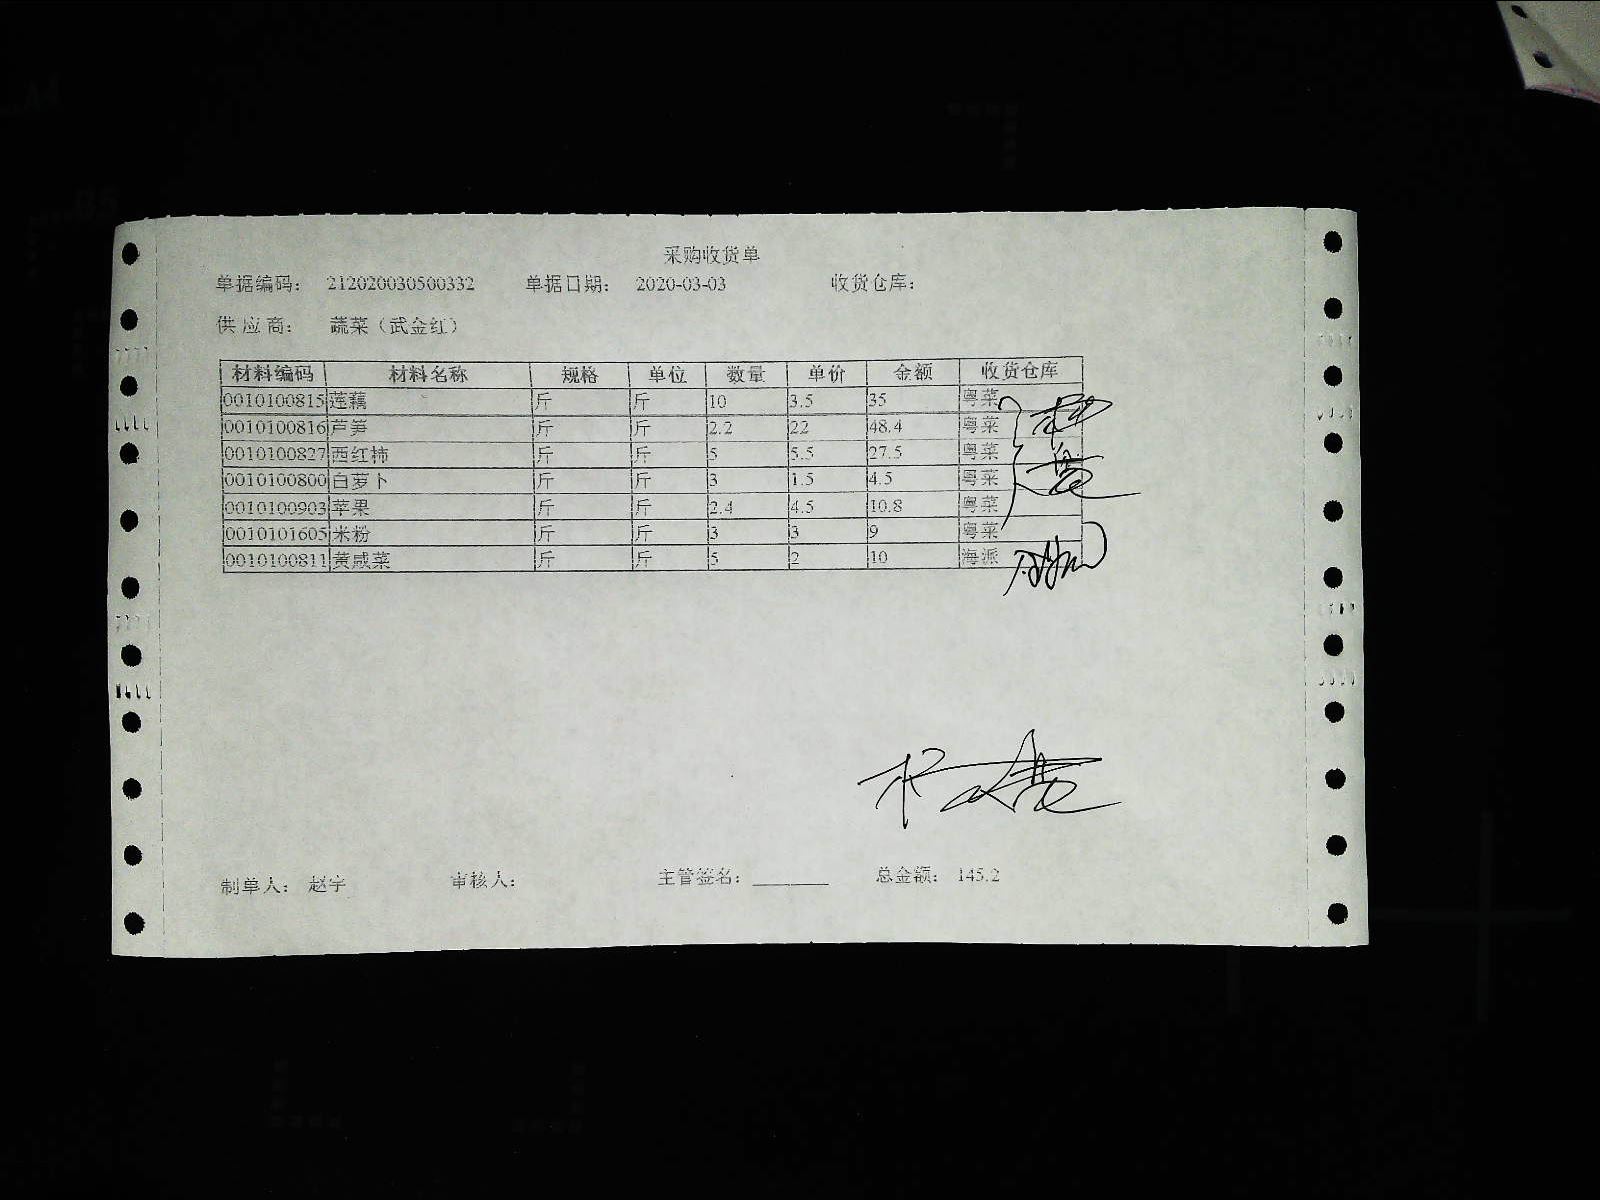 采购收货单
单据编码: 212020030500332 单据日期: 2020-03-03 收货仓库:
供应商: 蔬菜（武金红）
材料编码 材料名称 规格 单位 数量 单价 金额 收货仓库
0010100815 莲藕 斤 斤 10 3.5 35 粤菜
0010100816 芦笋 斤 斤 2.2 22 48.4 粤菜
0010100827 西红柿 斤 斤 5 5.5 27.5 粤菜
0010100800 白萝卜 斤 斤 3 1.5 4.5 粤菜
0010100903 苹果 斤 斤 2.4 4.5 10.8 粤菜
0010101605 米粉 斤 斤 3 3 9 粤菜
0010100811 黄咸菜 斤 斤 5 2 10 海派
制单人: 赵宇 审核人: 主管签名: 总金额: 145.2